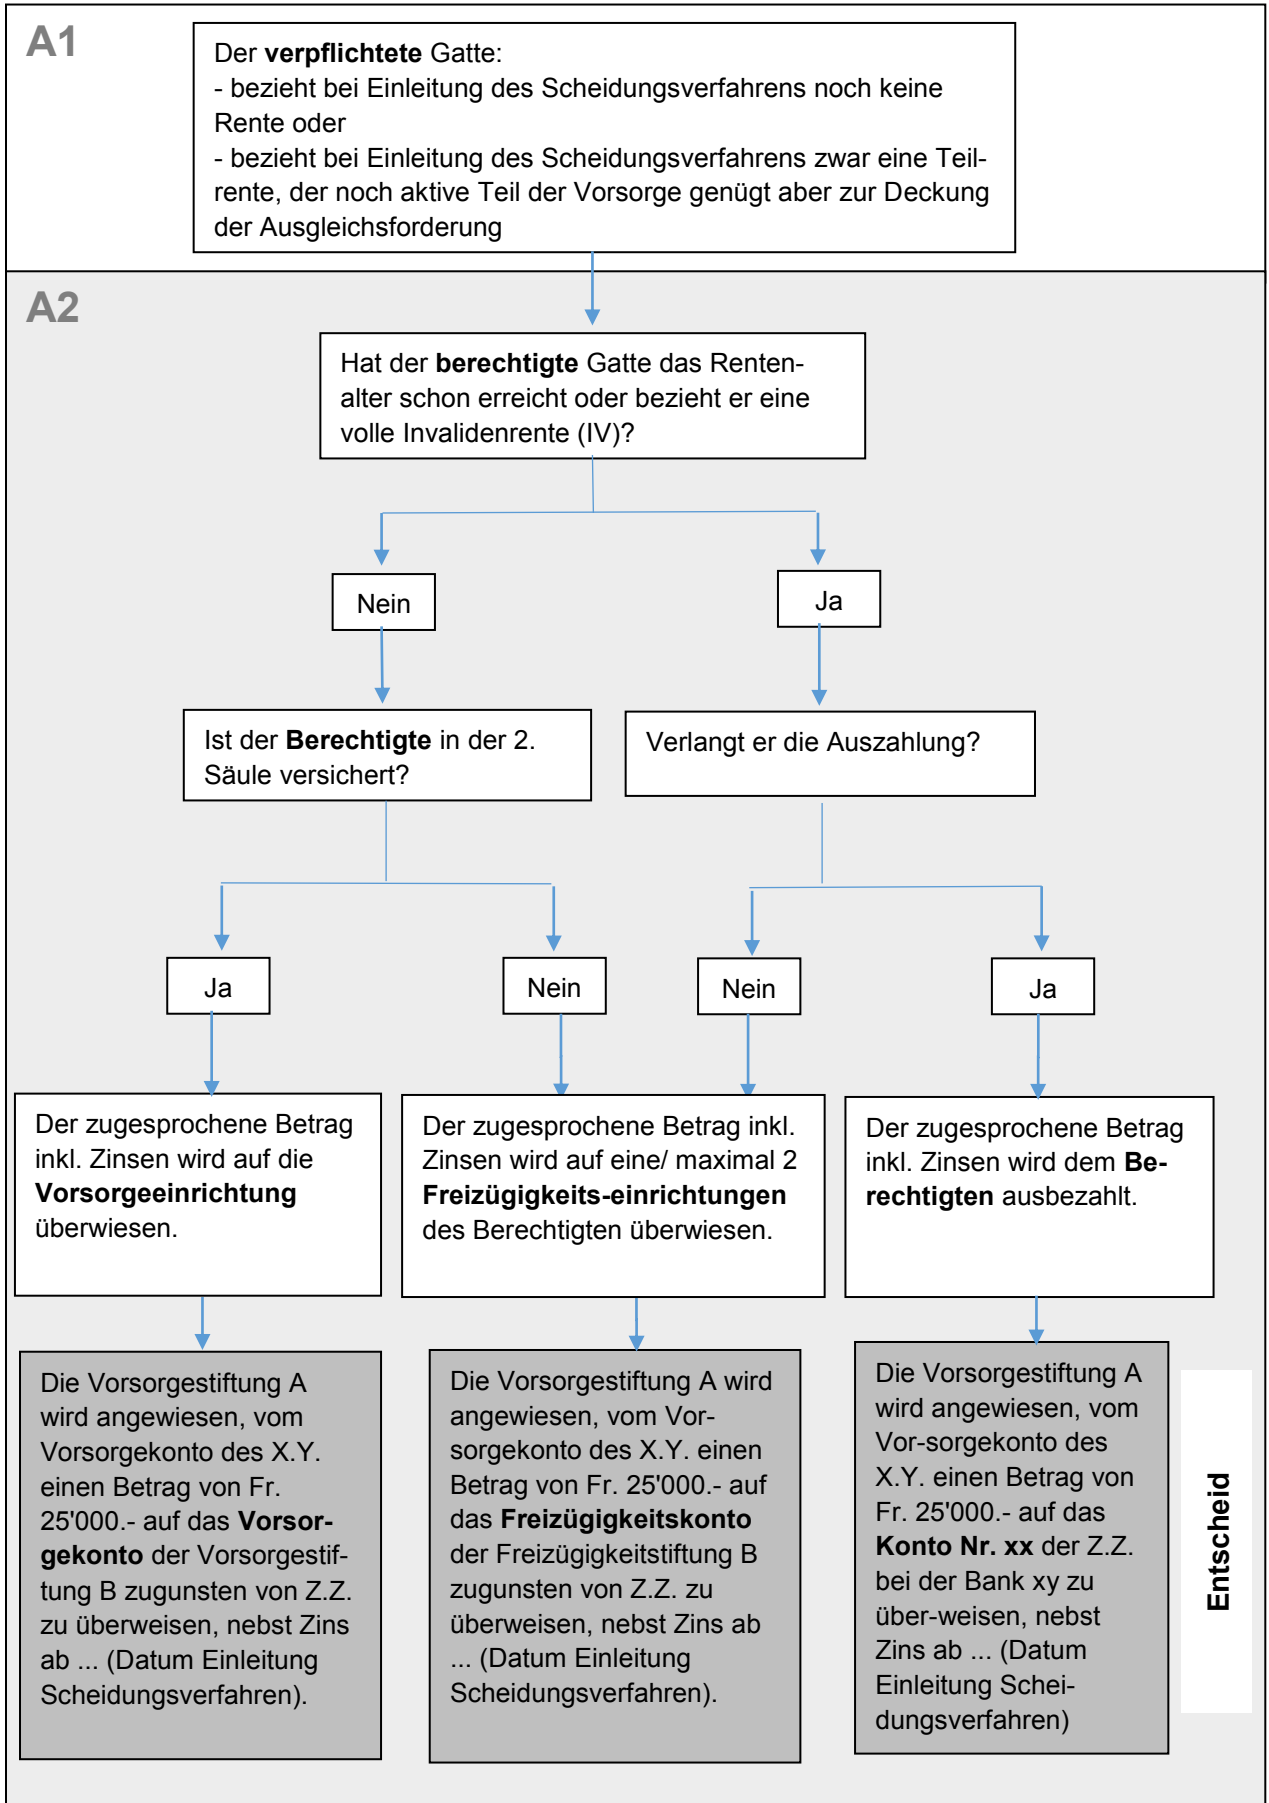 A1
Der verpflichtete Gatte:
- bezieht bei Einleitung des Scheidungsverfahrens noch keine
Rente oder
- bezieht bei Einleitung des Scheidungsverfahrens zwar eine Teil-
rente, der noch aktive Teil der Vorsorge genügt aber zur Deckung
der Ausgleichsforderung
A2
Hat der berechtigte Gatte das Renten-
alter schon erreicht oder bezieht er eine
volle Invalidenrente (IV)?
Nein
Ja
Ist der Berechtigte in der 2.
Säule versichert?
Verlangt er die Auszahlung?
Ja
Nein
Nein
Ja
Der zugesprochene Betrag
inkl. Zinsen wird auf die
Vorsorgeeinrichtung
überwiesen.
Der zugesprochene Betrag inkl.
Zinsen wird auf eine/ maximal 2
Freizügigkeits-einrichtungen
des Berechtigten überwiesen.
Der zugesprochene Betrag
inkl. Zinsen wird dem Be-
rechtigten ausbezahlt.
Die Vorsorgestiftung A
wird angewiesen, vom
Vorsorgekonto des X.Y.
einen Betrag von Fr.
25'000.- auf das Vorsor-
gekonto der Vorsorgestif-
tung B zugunsten von Z.Z.
zu überweisen, nebst Zins
ab ... (Datum Einleitung
Scheidungsverfahren).
Die Vorsorgestiftung A wird
angewiesen, vom Vor-
sorgekonto des X.Y. einen
Betrag von Fr. 25'000.- auf
das Freizügigkeitskonto
der Freizügigkeitstiftung B
zugunsten von Z.Z. zu
überweisen, nebst Zins ab
... (Datum Einleitung
Scheidungsverfahren).
Die Vorsorgestiftung A
wird angewiesen, vom
Vor-sorgekonto des
X.Y. einen Betrag von
Fr. 25'000.- auf das
Konto Nr. xx der Z.Z.
bei der Bank xy zu
über-weisen, nebst
Zins ab ... (Datum
Einleitung Schei-
dungsverfahren)
Entscheid